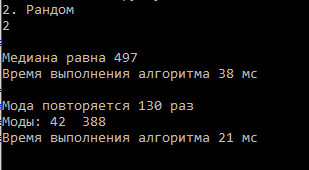 2. Рандом
2
Медиана равна 497
Время выполнения алгоритма 38 мс
Мода повторяется 130 раз
Моды: 42  388
Время выполнения алгоритма 21 мс